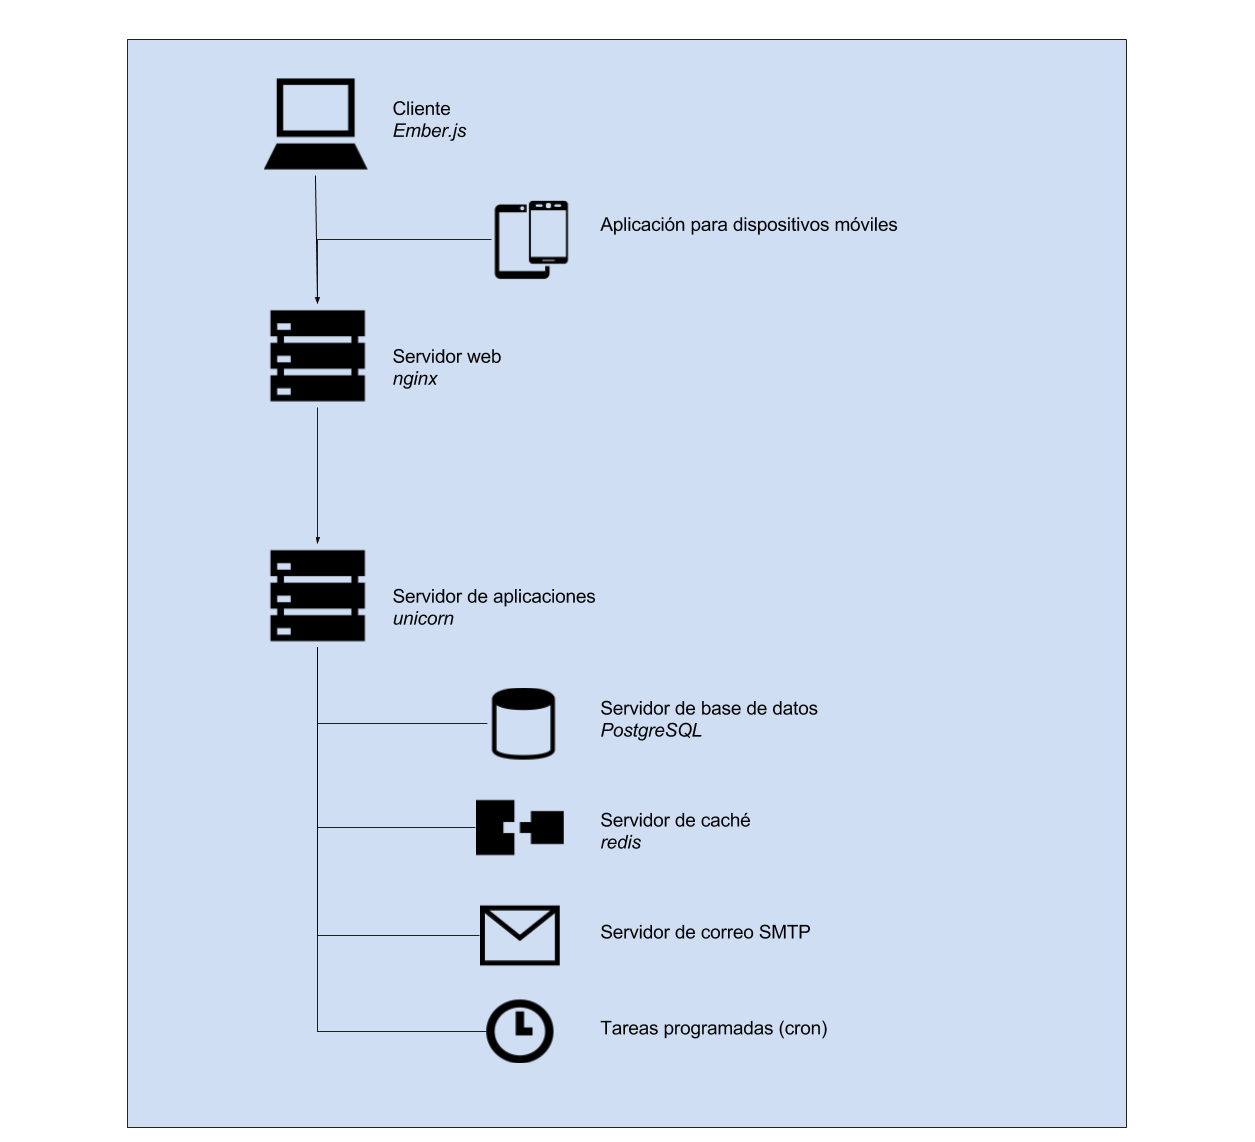 Cliente
Ember.js
Aplicación para dispositivos móviles
Servidor web
nginx
Servidor de aplicaciones
unicorn
Servidor de base de datos
PostgreSQL
Servidor de caché
redis
Servidor de correo SMTP
Tareas programadas (cron)